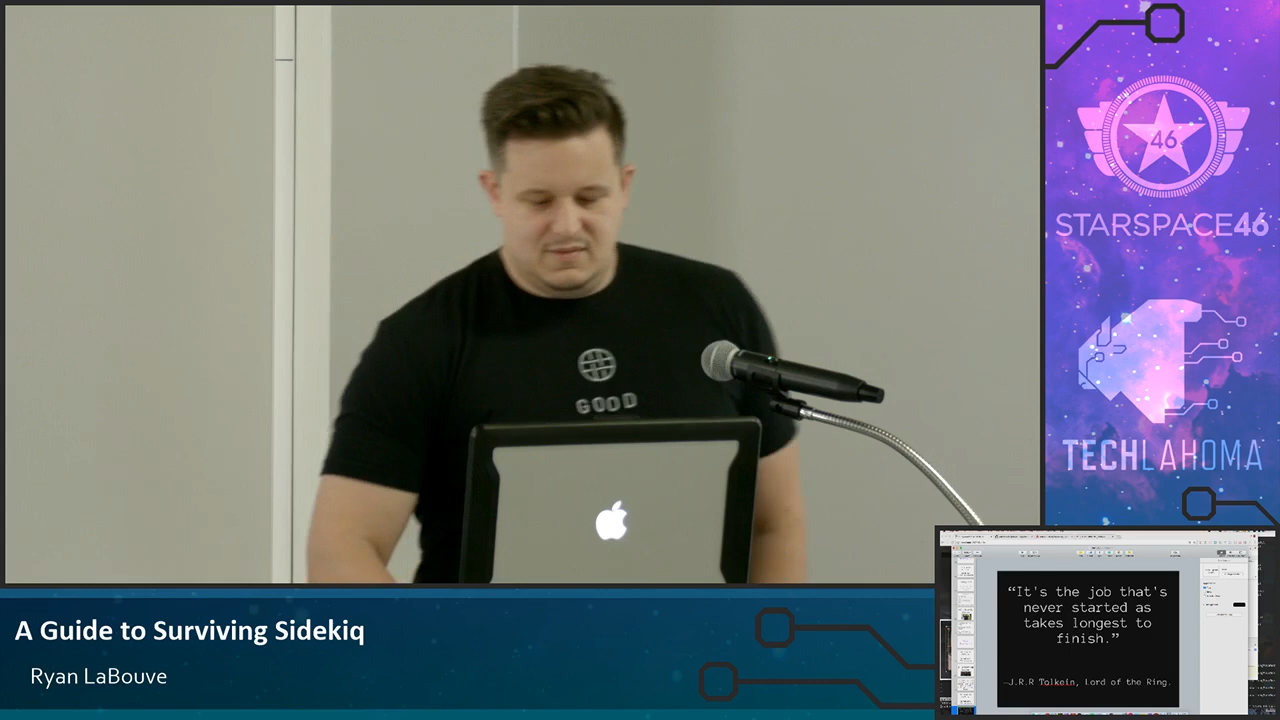 GOOD
46
STARSPACE46
TECHLAHOMA
“It's the job that's
never started as
takes longest to
finish.”
—J.R.R Tolkein, Lord of the Ring.
A Guide to Surviving Sidekiq
Ryan LaBouve